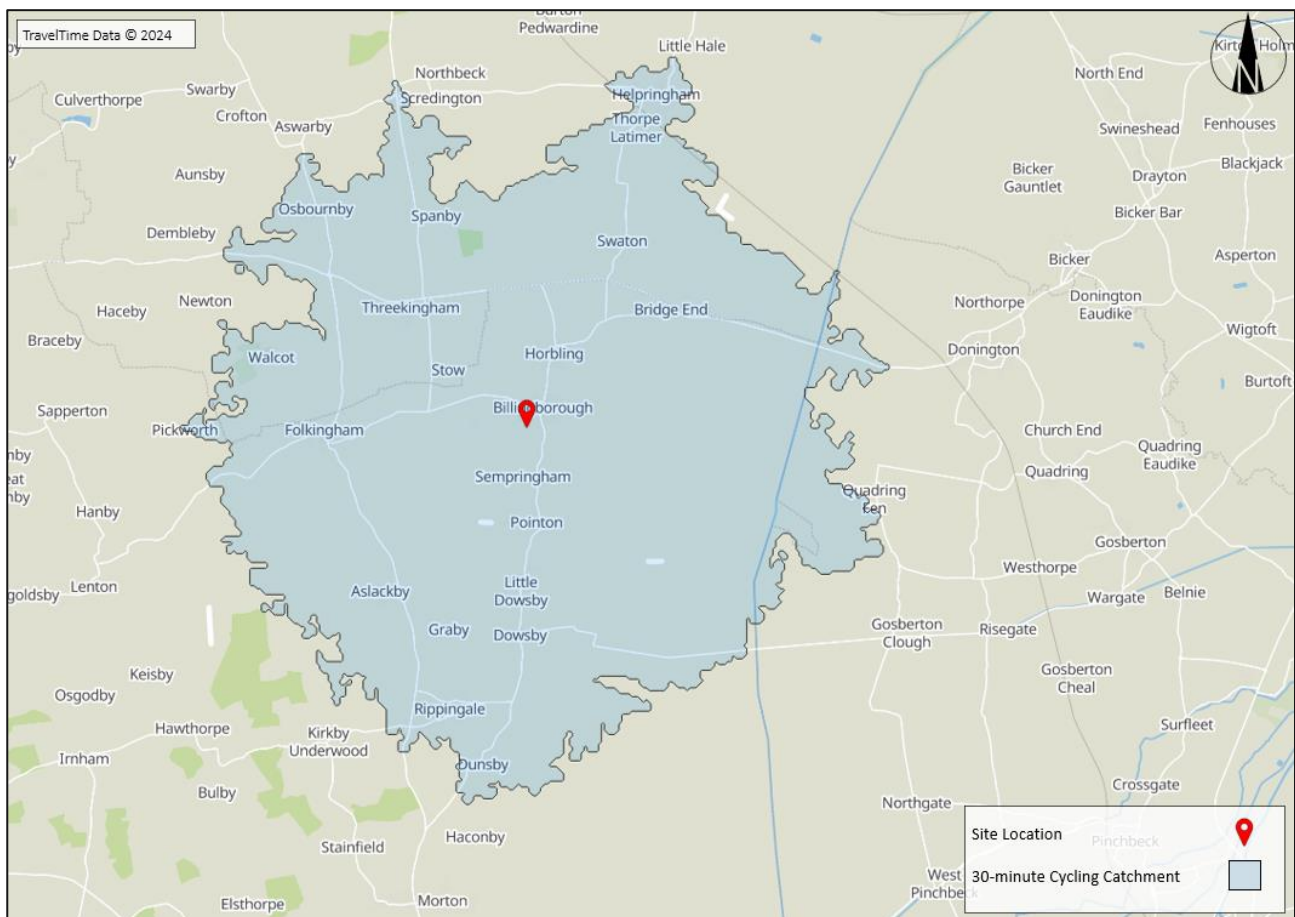 TravelTime Data © 2024
Burton
Pedwardine
Little Hale
Kirton Holm
Northbeck
Scredington
Swarby
Culverthorpe
Crofton
Aswarby
Helpringham
Thorpe
Latimer
North End
Swineshead
Fenhouses
Blackjack
Aunsby
Bicker
Gauntlet
Drayton
Bicker Bar
Osbournby
Spanby
Dembleby
Swaton
Bicker
Asperton
Haceby
Newton
Threekingham
Bridge End
Northorpe
Donington
Eaudike
Wigtoft
Braceby
Walcot
Stow
Horbling
Donington
Burtoft
Sapperton
Pickworth
Folkingham
Church End
Quadring
Quadring
Eaudike
Hanby
Sempringham
Quadring
Fen
Pointon
Gosberton
Lenton
Aslackby
Little
Dowsby
Westhorpe
Wargate
Belnie
Graby
Dowsby
Gosberton
Clough
Risegate
Keisby
Osgodby
Gosberton
Cheal
Rippingale
Hawthorpe
Kirkby
Underwood
Surfleet
Irnham
Dunsby
Bulby
Crossgate
Northgate
Haconby
Stainfield
Pinchbeck
West
Pinchbeck
Elsthorpe
Morton
Site Location
30-minute Cycling Catchment
N